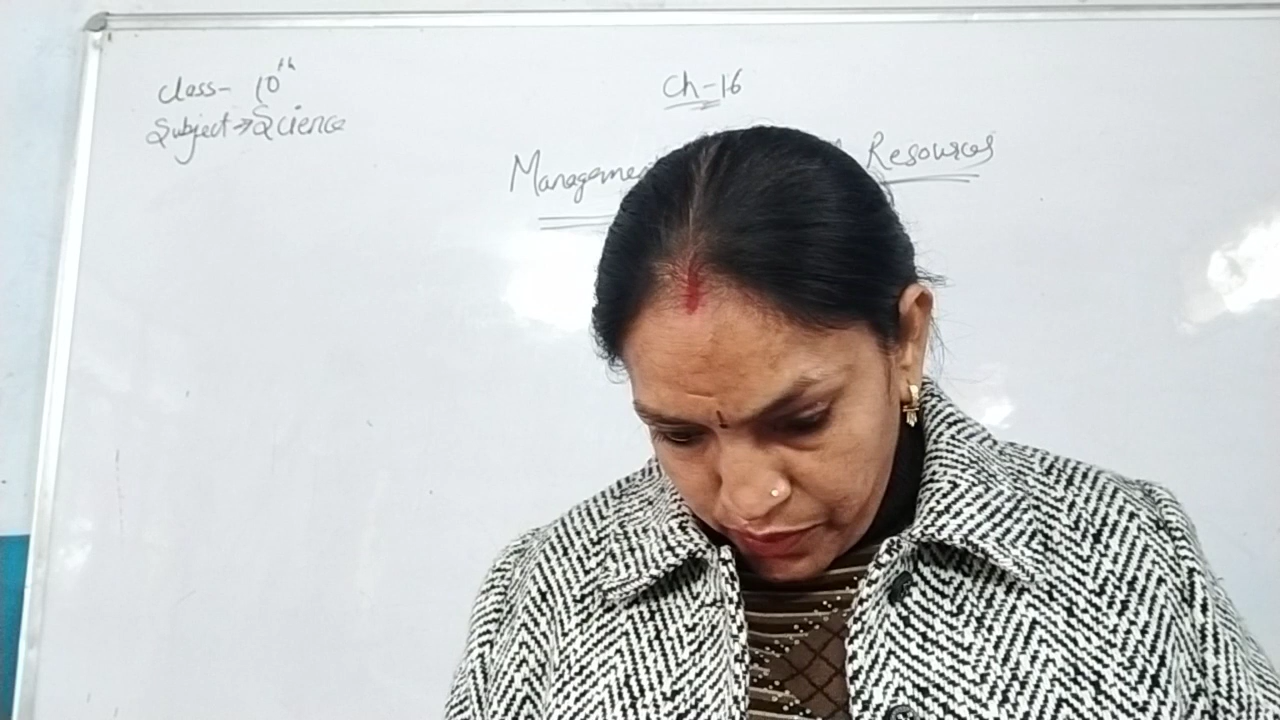 Class- 10th
Subject → Science
Ch-16
Resources